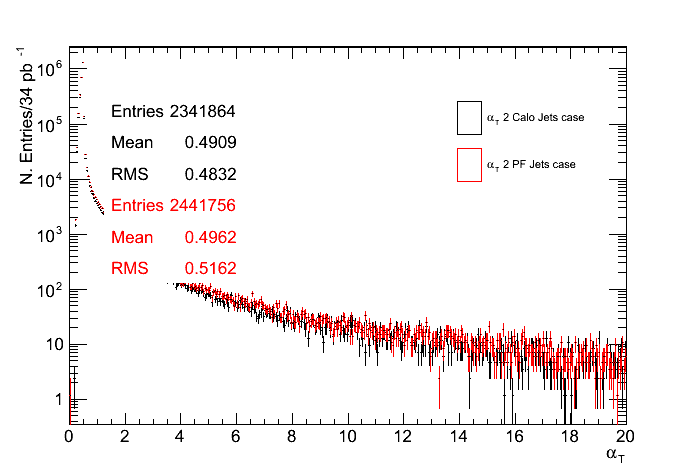 N. Entries/34 pb⁻¹
10⁶
10⁵
10⁴
10³
10²
10
1
Entries 2341864
Mean 0.4909
RMS 0.4832
Entries 2441756
Mean 0.4962
RMS 0.5162
α_T 2 Calo Jets case
α_T 2 PF Jets case
0 2 4 6 8 10 12 14 16 18 20
α_T